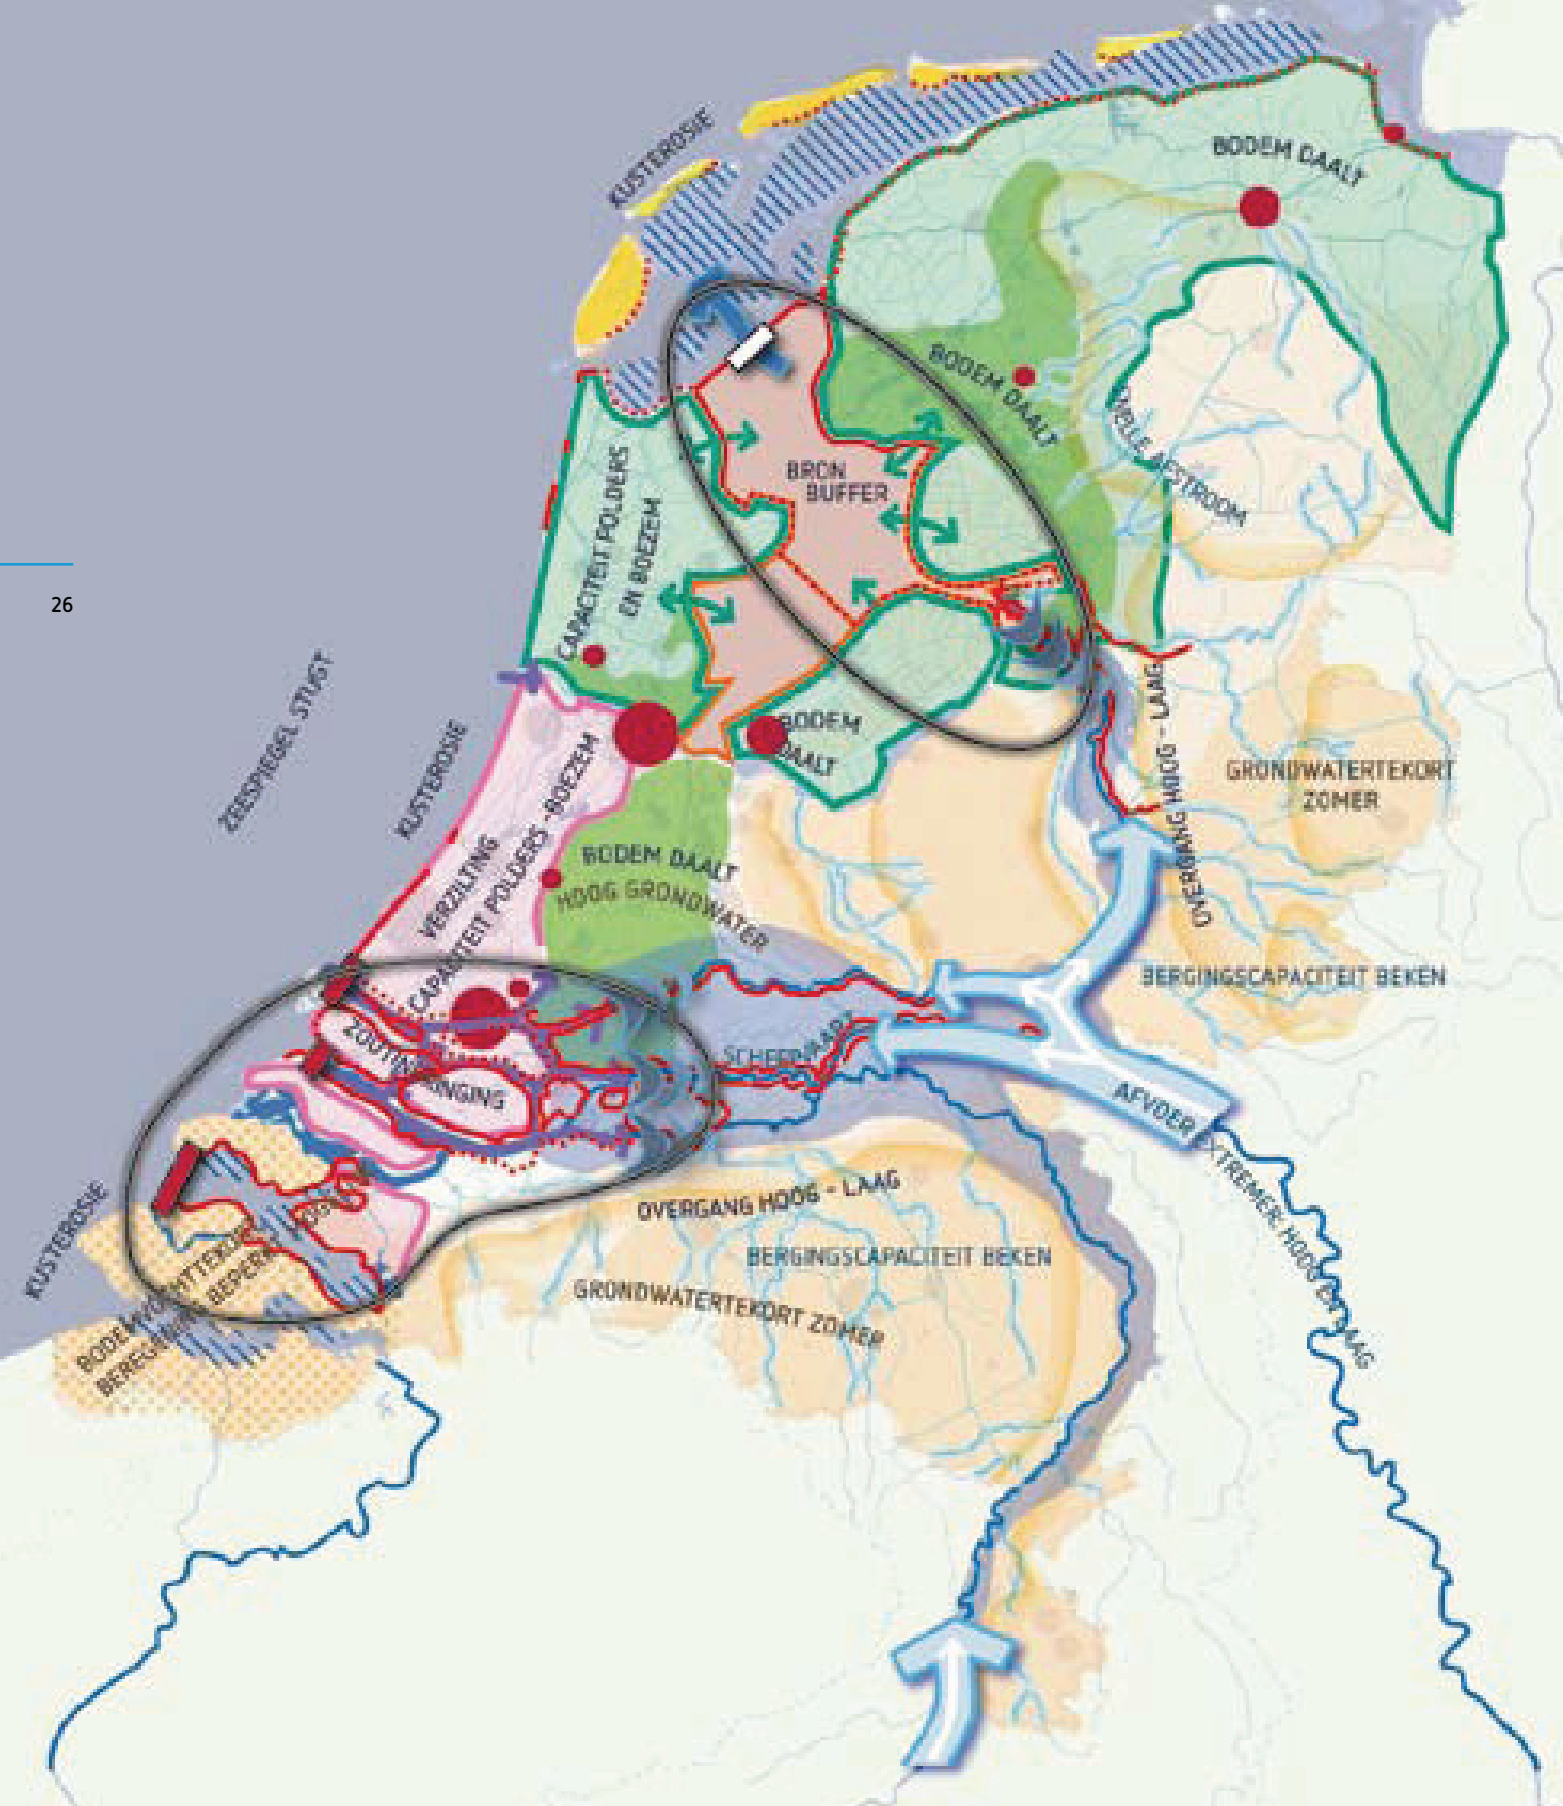 KUSTEROSIE
BODEM DAALT
BODEM DAALT
SNELLE AFSTROOM
BRON
BUFFER
CAPACITEIT POLDERS
EN BOEZEM
26
ZEESPIEGEL STIJGT
KUSTEROSIE
BODEM
DAALT
OVERGANG HOOG - LAAG
GRONDWATERTEKORT
ZOMER
VERZILTING
CAPACITEIT POLDERS -BOEZEM
BODEM DAALT
HOOG GRONDWATER
BERGINGSCAPACITEIT BEKEN
SCHEEPVAART
AFVOER
EXTREMER: HOOG EN LAAG
KUSTEROSIE
OVERGANG HOOG - LAAG
BERGINGSCAPACITEIT BEKEN
GRONDWATERTEKORT ZOMER